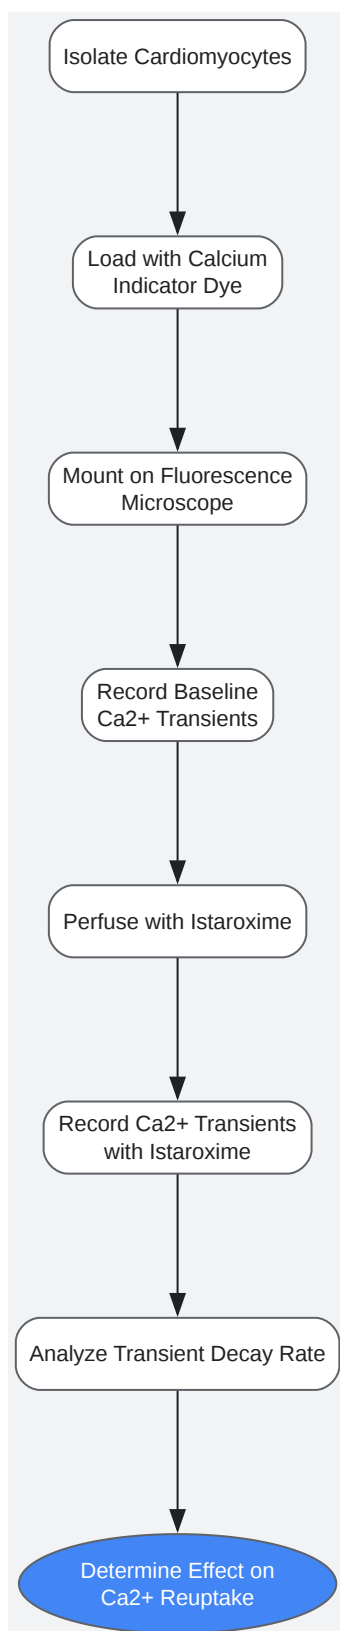 Isolate Cardiomyocytes
Load with Calcium
Indicator Dye
Mount on Fluorescence
Microscope
Record Baseline
Ca2+ Transients
Perfuse with Istaroxime
Record Ca2+ Transients
with Istaroxime
Analyze Transient Decay Rate
Determine Effect on
Ca2+ Reuptake